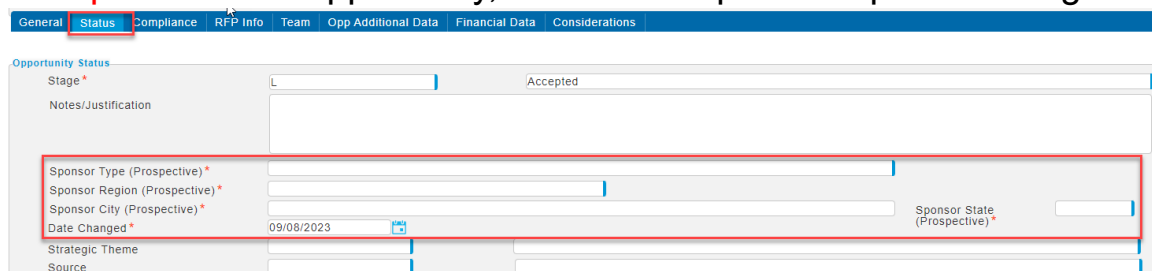 opportunity,
General Status Compliance RFP Info Team Opp Additional Data Financial Data Considerations
Opportunity Status
Stage* L Accepted
Notes/Justification
Sponsor Type (Prospective)*
Sponsor Region (Prospective)*
Sponsor City (Prospective)* Sponsor State
(Prospective)*
Date Changed* 09/08/2023
Strategic Theme
Source